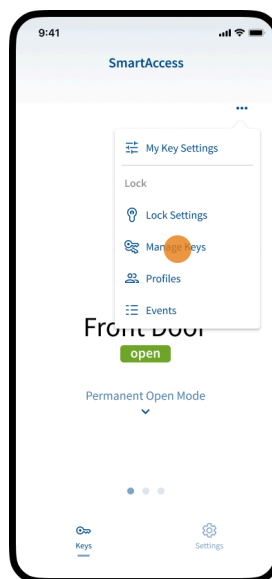 9:41
SmartAccess
My Key Settings
Lock
Lock Settings
Manage Keys
Profiles
Events
Front Door
open
Permanent Open Mode
Keys
Settings